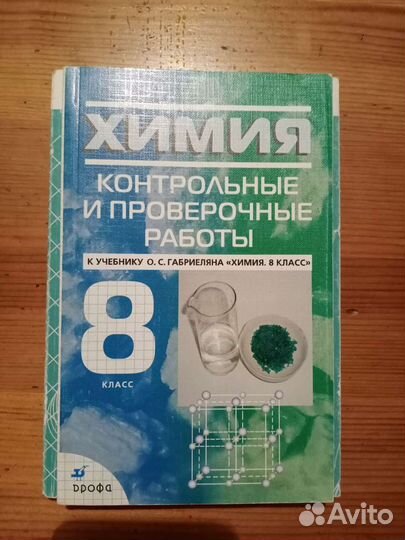 ХИМИЯ
КОНТРОЛЬНЫЕ
И ПРОВЕРОЧНЫЕ
РАБОТЫ
К УЧЕБНИКУ О. С. ГАБРИЕЛЯНА «ХИМИЯ. 8 КЛАСС»
8
КЛАСС
дрофа
Avito